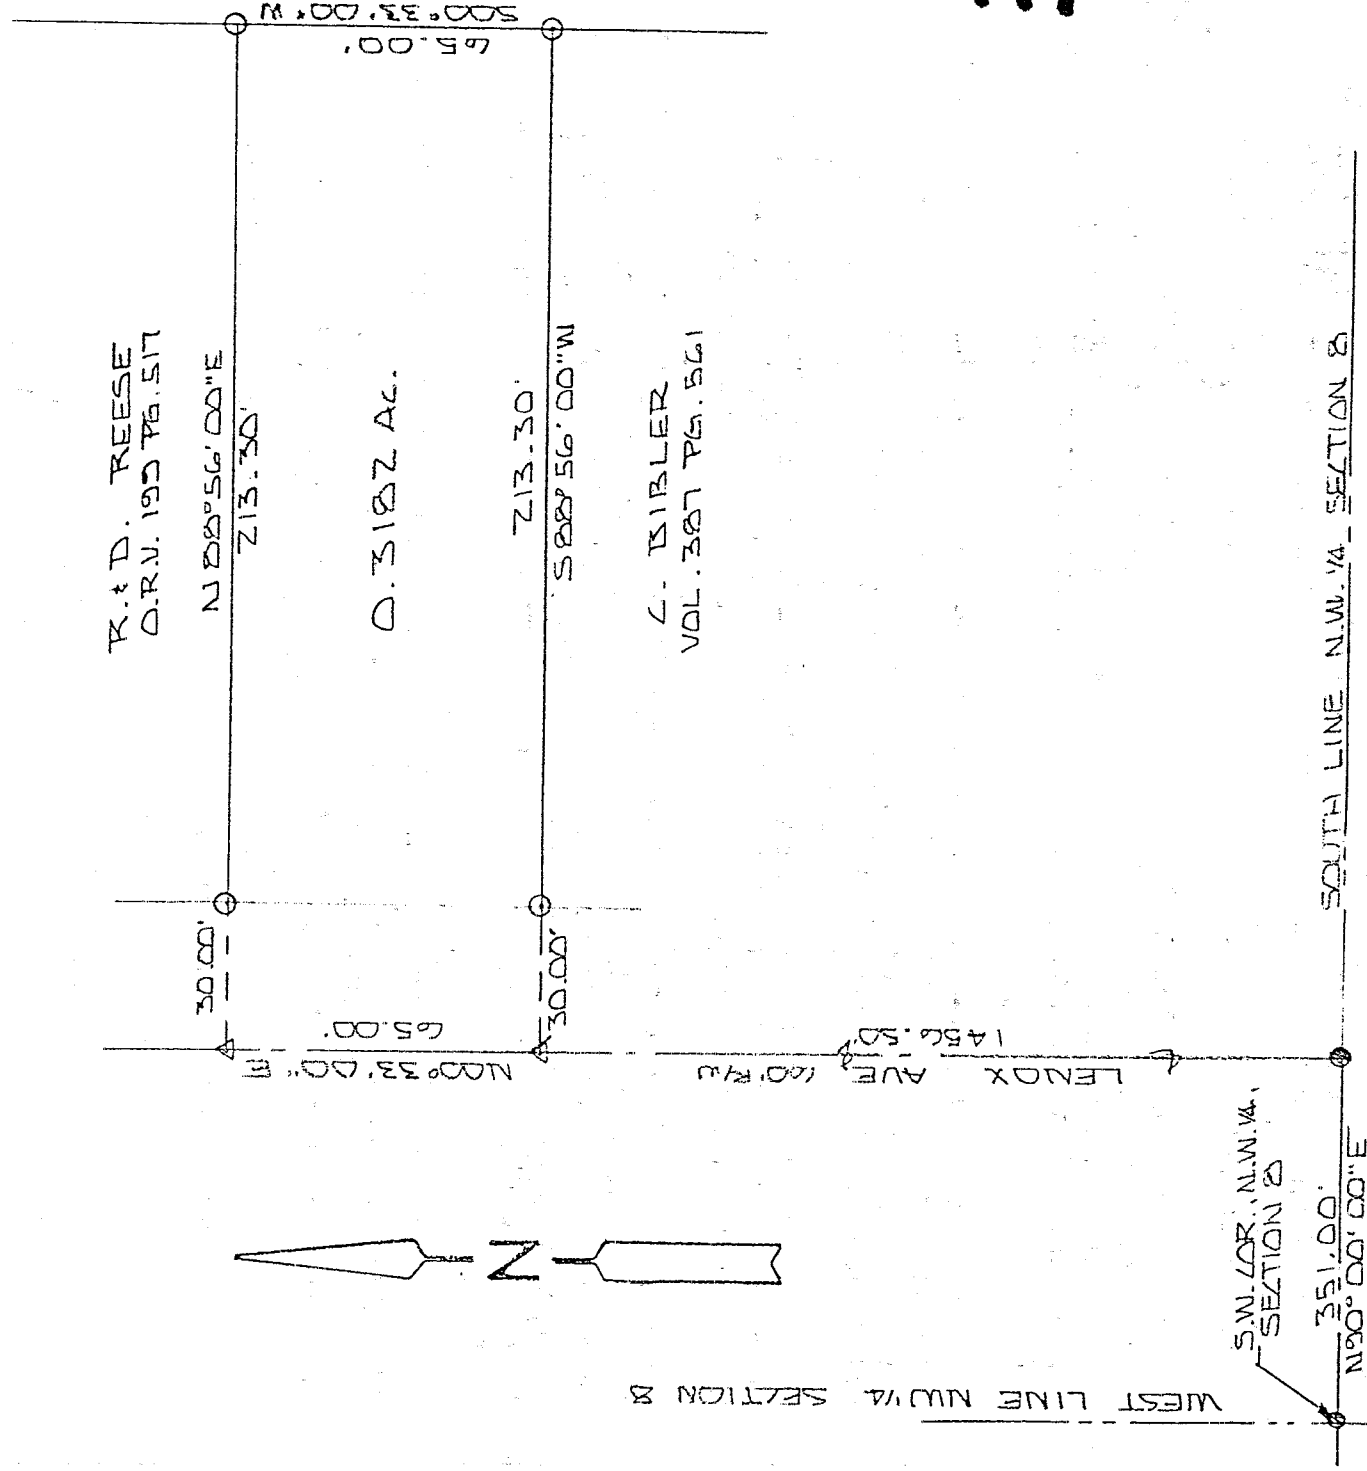 S00°33'00"W
65.00'
R. & D. REESE
O.R.V. 199 PG. 517
N88°56'00"E
213.30'
0.3182 AC.
213.30'
S88°56'00"W
C. BIBLER
VOL. 387 PG. 561
30.00'
30.00'
65.00'
N00°33'00"E
1456.50'
LENOX AVE 60' R/W
SOUTH LINE N.W. 1/4 SECTION 8
S.W. COR., N.W. 1/4,
SECTION 8
351.00'
N90°00'00"E
N
WEST LINE NW 1/4 SECTION 8